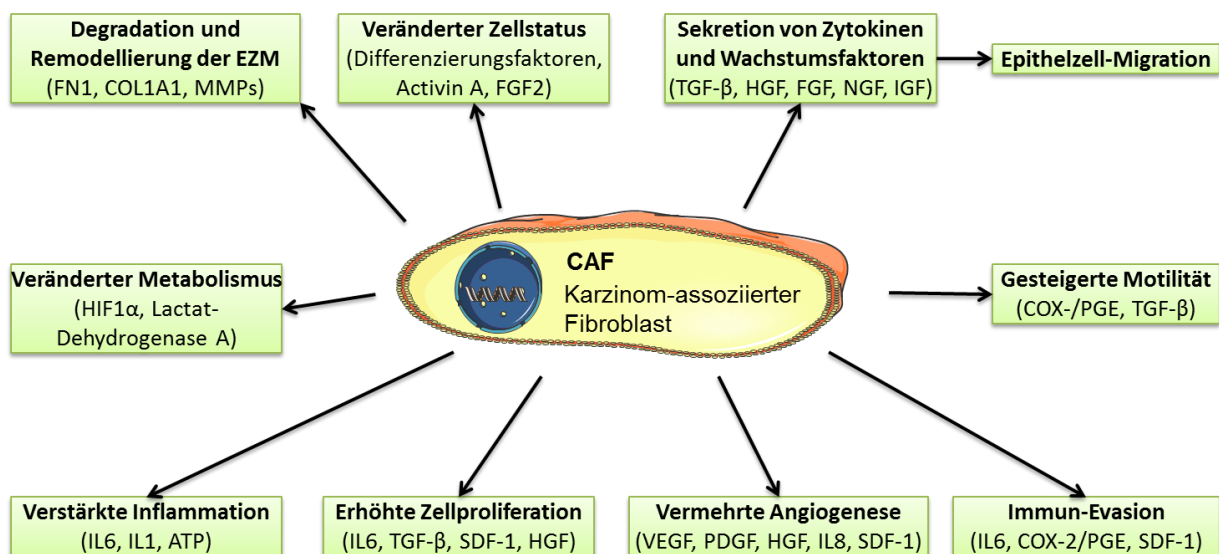 Degradation und
Remodellierung der EZM
(FN1, COL1A1, MMPs)
Veränderter Zellstatus
(Differenzierungsfaktoren,
Activin A, FGF2)
Sekretion von Zytokinen
und Wachstumsfaktoren
(TGF-β, HGF, FGF, NGF, IGF)
Epithelzell-Migration
Veränderter Metabolismus
(HIF1α, Lactat-
Dehydrogenase A)
CAF
Karzinom-assoziierter
Fibroblast
Gesteigerte Motilität
(COX-/PGE, TGF-β)
Verstärkte Inflammation
(IL6, IL1, ATP)
Erhöhte Zellproliferation
(IL6, TGF-β, SDF-1, HGF)
Vermehrte Angiogenese
(VEGF, PDGF, HGF, IL8, SDF-1)
Immun-Evasion
(IL6, COX-2/PGE, SDF-1)